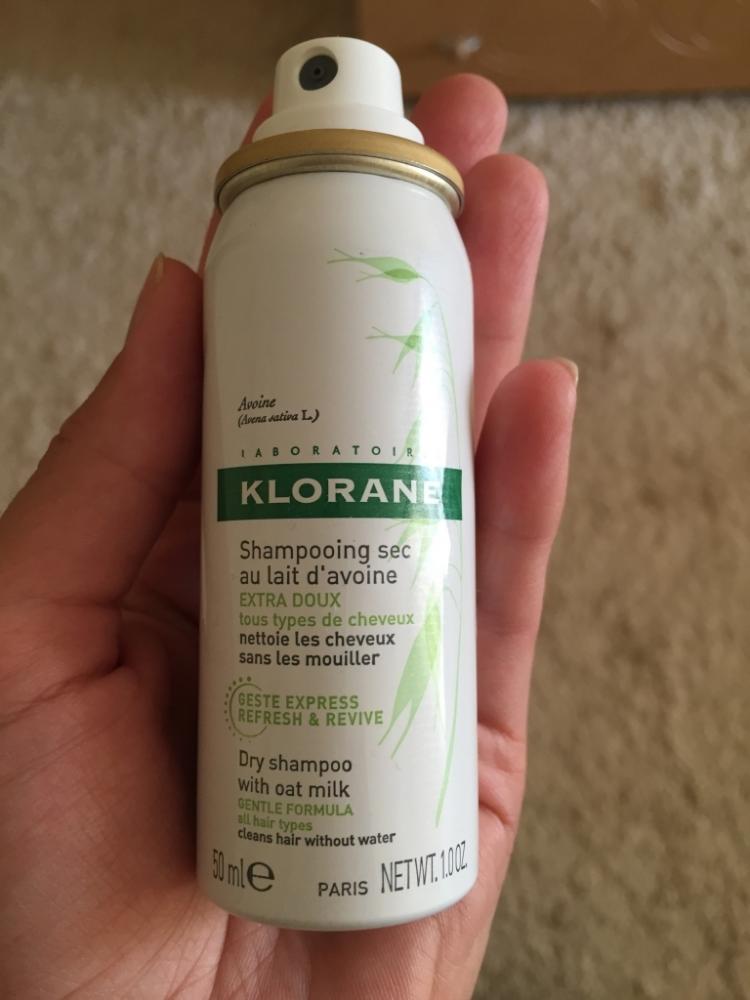 Avoine
(Avena sativa L.)
LABORATOIR
KLORANE
Shampooing sec
au lait d'avoine
EXTRA DOUX
tous types de cheveux
nettoie les cheveux
sans les mouiller
GESTE EXPRESS
REFRESH & REVIVE
Dry shampoo
with oat milk
GENTLE FORMULA
all hair types
cleans hair without water
50 ml e PARIS NET WT. 1.0 OZ.